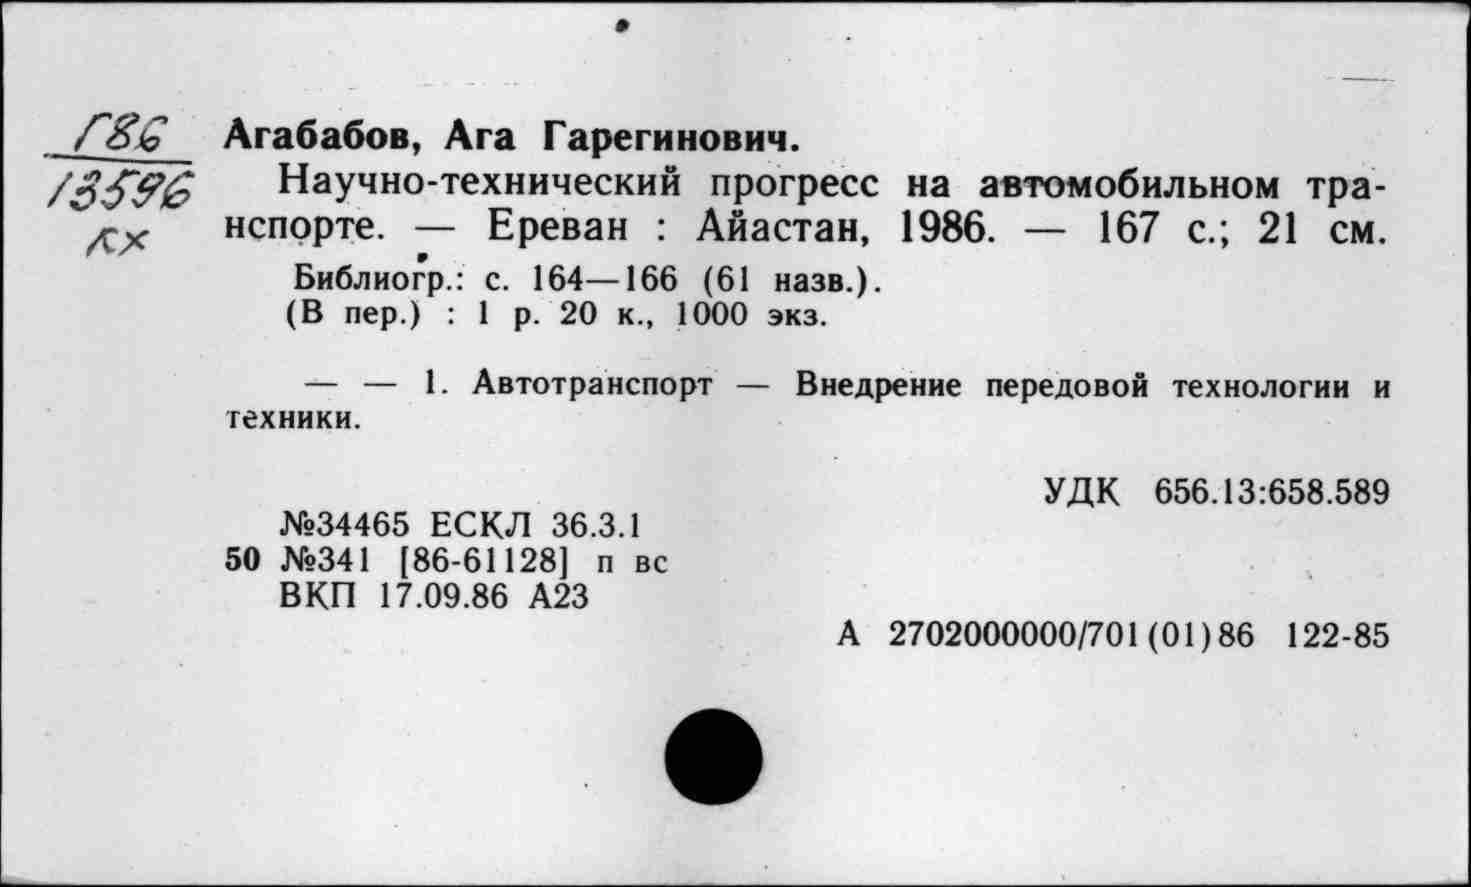 Г86
13596
кх
Агабабов, Ага Гарегинович.
Научно-технический прогресс на автомобильном тра-
нспорте. — Ереван : Айастан, 1986. — 167 с.; 21 см.
Библиогр.: с. 164—166 (61 назв.).
(В пер.) : 1 р. 20 к., 1000 экз.
— — 1. Автотранспорт — Внедрение передовой технологии и
техники.
УДК 656.13:658.589
№34465 ЕСКЛ 36.3.1
50 №341 [86-61128] п вс
ВКП 17.09.86 А23
А 2702000000/701(01)86 122-85